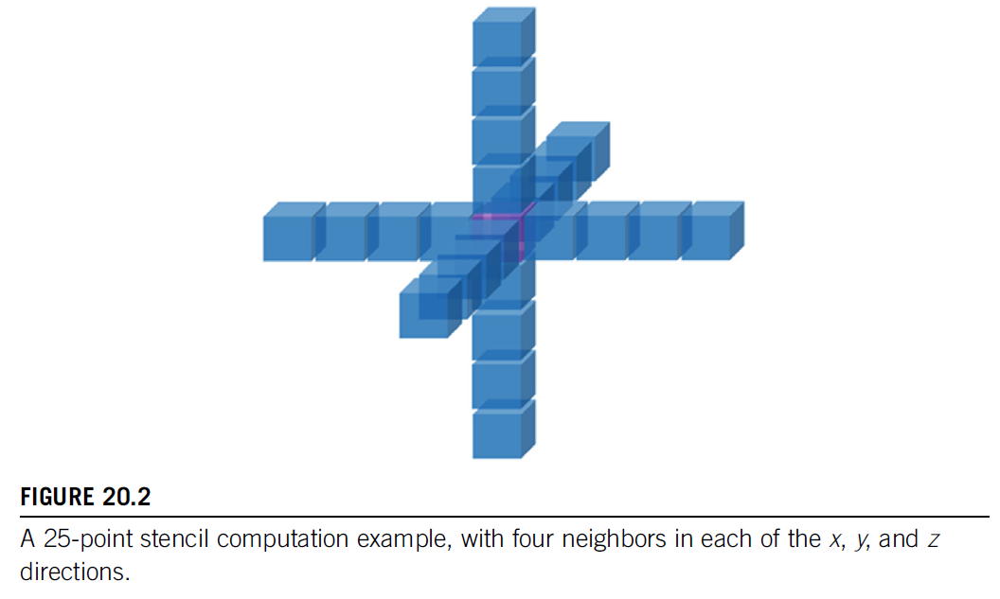 FIGURE 20.2
A 25-point stencil computation example, with four neighbors in each of the x, y, and z
directions.